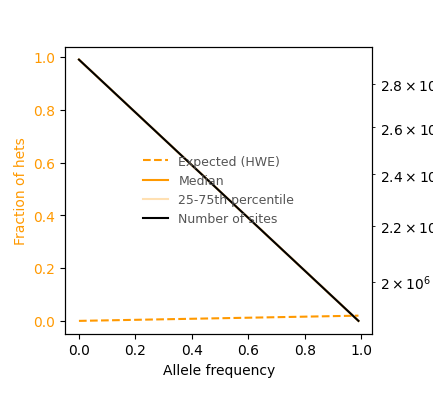 1.0
0.8
0.6
0.4
0.2
0.0
Fraction of hets
Expected (HWE)
Median
25-75th percentile
Number of sites
2.8 × 10
2.6 × 10
2.4 × 10
2.2 × 10
2 × 10⁶
0.0 0.2 0.4 0.6 0.8 1.0
Allele frequency